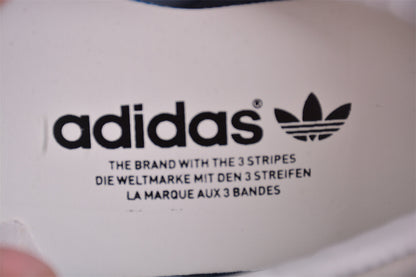 adidas®
THE BRAND WITH THE 3 STRIPES
DIE WELTMARKE MIT DEN 3 STREIFEN
LA MARQUE AUX 3 BANDES